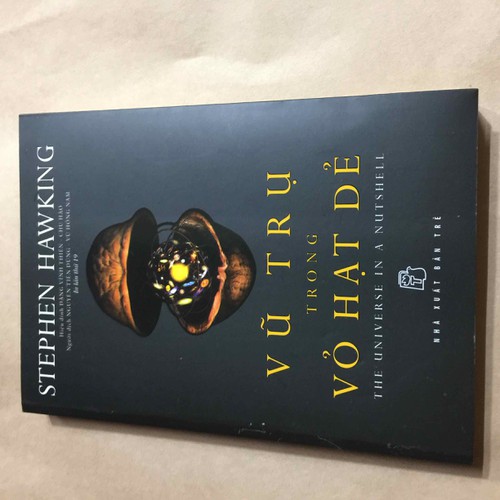 STEPHEN HAWKING
Hiệu đính ĐẶNG VĨNH THIÊN - CHU HẢO
Người dịch NGUYỄN TIẾN DŨNG - VŨ HỒNG NAM
In lần thứ 19
VŨ TRỤ
TRONG
VỎ HẠT DẺ
THE UNIVERSE IN A NUTSHELL
NHÀ XUẤT BẢN TRẺ